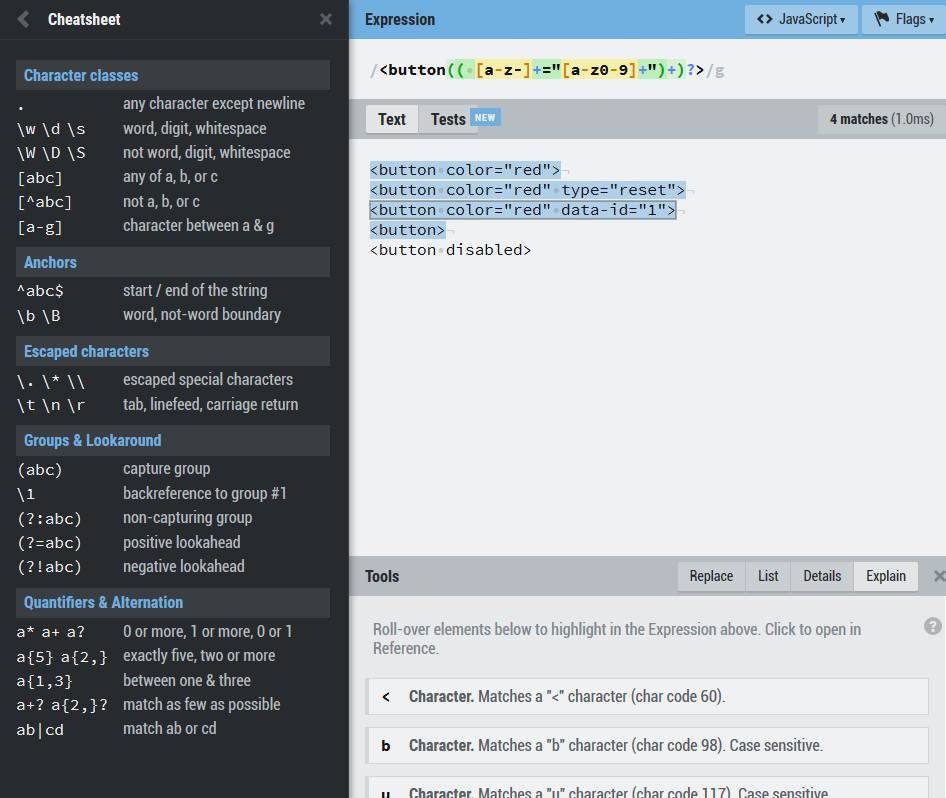 Cheatsheet
Character classes
. any character except newline
\w \d \s word, digit, whitespace
\W \D \S not word, digit, whitespace
[abc] any of a, b, or c
[^abc] not a, b, or c
[a-g] character between a & g
Anchors
^abc$ start / end of the string
\b \B word, not-word boundary
Escaped characters
\. \* \\ escaped special characters
\t \n \r tab, linefeed, carriage return
Groups & Lookaround
(abc) capture group
\1 backreference to group #1
(?:abc) non-capturing group
(?=abc) positive lookahead
(?!abc) negative lookahead
Quantifiers & Alternation
a* a+ a? 0 or more, 1 or more, 0 or 1
a{5} a{2,} exactly five, two or more
a{1,3} between one & three
a+? a{2,}? match as few as possible
ab|cd match ab or cd
Expression
<> JavaScript Flags
/<button(( [a-z-]+="[a-z0-9]+")+)?>/g
Text Tests NEW 4 matches (1.0ms)
<button color="red">
<button color="red" type="reset">
<button color="red" data-id="1">
<button>
<button disabled>
Tools Replace List Details Explain
Roll-over elements below to highlight in the Expression above. Click to open in
Reference.
< Character. Matches a "<" character (char code 60).
b Character. Matches a "b" character (char code 98). Case sensitive.
u Character. Matches a "u" character (char code 117). Case sensitive.